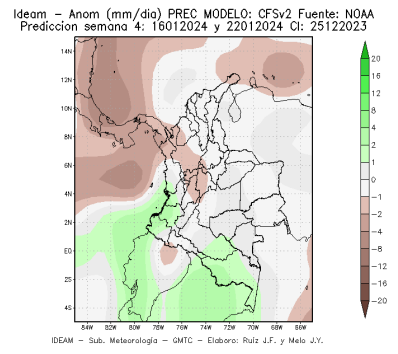 Ideam - Anom (mm/dia) PREC MODELO: CFSv2 Fuente: NOAA
Prediccion semana 4: 16012024 y 22012024 CI: 25122023
14N
12N
10N
8N
6N
4N
2N
EQ
2S
4S
84W 82W 80W 78W 76W 74W 72W 70W 68W 66W
20
16
12
8
4
2
1
0
-1
-2
-4
-8
-12
-16
-20
IDEAM - Sub. Meteorología - GMTC - Elaboro: Ruiz J.F. y Melo J.Y.